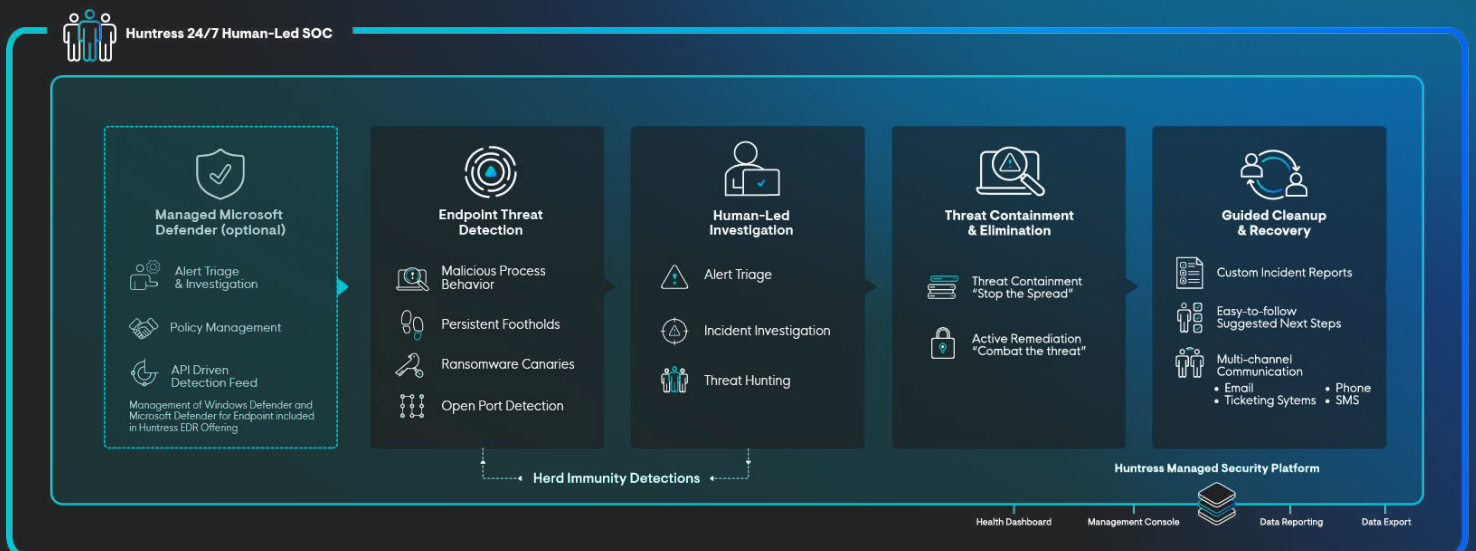 Huntress 24/7 Human-Led SOC
Managed Microsoft
Defender (optional)
Alert Triage
& Investigation
Policy Management
API Driven
Detection Feed
Management of Windows Defender and
Microsoft Defender for Endpoint included
in Huntress EDR Offering
Endpoint Threat
Detection
Malicious Process
Behavior
Persistent Footholds
Ransomware Canaries
Open Port Detection
Human-Led
Investigation
Alert Triage
Incident Investigation
Threat Hunting
Threat Containment
& Elimination
Threat Containment
“Stop the Spread”
Active Remediation
“Combat the threat”
Guided Cleanup
& Recovery
Custom Incident Reports
Easy-to-follow
Suggested Next Steps
Multi-channel
Communication
• Email • Phone
• Ticketing Sytems • SMS
Herd Immunity Detections
Huntress Managed Security Platform
Health Dashboard
Management Console
Data Reporting
Data Export